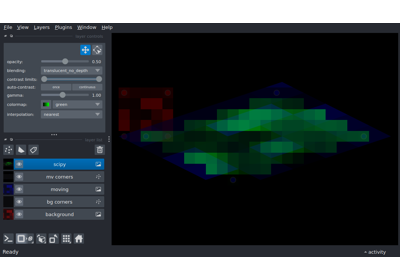 File View Layers Plugins Window Help
opacity: 0.50
blending: translucent_no_depth
contrast limits:
auto-contrast: once continuous
gamma: 1.00
colormap: green
interpolation: nearest
scipy
mv corners
moving
bg corners
background
Ready activity